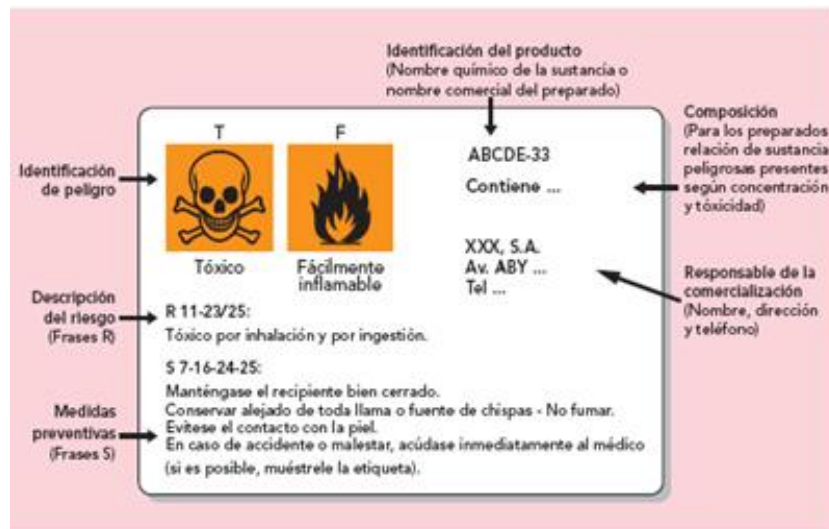 Identificación del producto
(Nombre químico de la sustancia o
nombre comercial del preparado)
Composición
(Para los preparados
relación de sustancia
peligrosas presentes
según concentración
y tóxicidad)
Identificación
de peligro
T
F
ABCDE-33
Contiene ...
Tóxico
Fácilmente
inflamable
XXX, S.A.
Av. ABY ...
Tel ...
Responsable de la
comercialización
(Nombre, dirección
y teléfono)
Descripción
del riesgo
(Frases R)
R 11-23/25:
Tóxico por inhalación y por ingestión.
S 7-16-24-25:
Manténgase el recipiente bien cerrado.
Conservar alejado de toda llama o fuente de chispas - No fumar.
Evítese el contacto con la piel.
En caso de accidente o malestar, acúdase inmediatamente al médico
(si es posible, muéstrele la etiqueta).
Medidas
preventivas
(Frases S)